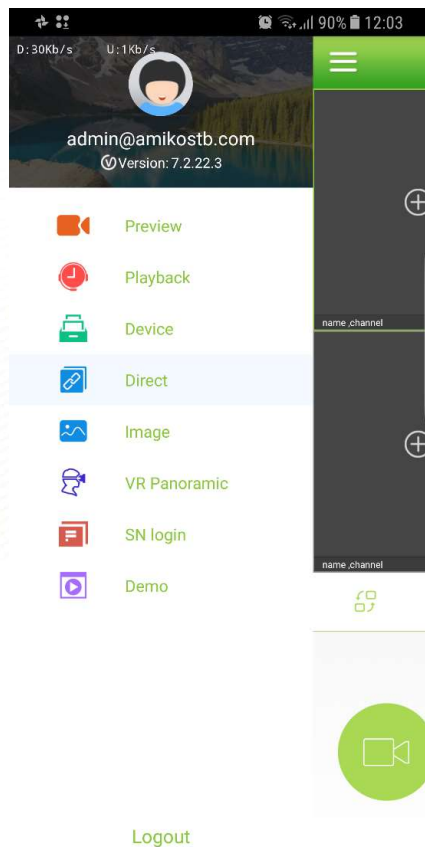 90% 12:03
D:30Kb/s U:1Kb/s
admin@amikostb.com
Version: 7.2.22.3
Preview
Playback
Device
Direct
Image
VR Panoramic
SN login
Demo
Logout
name ,channel
name ,channel